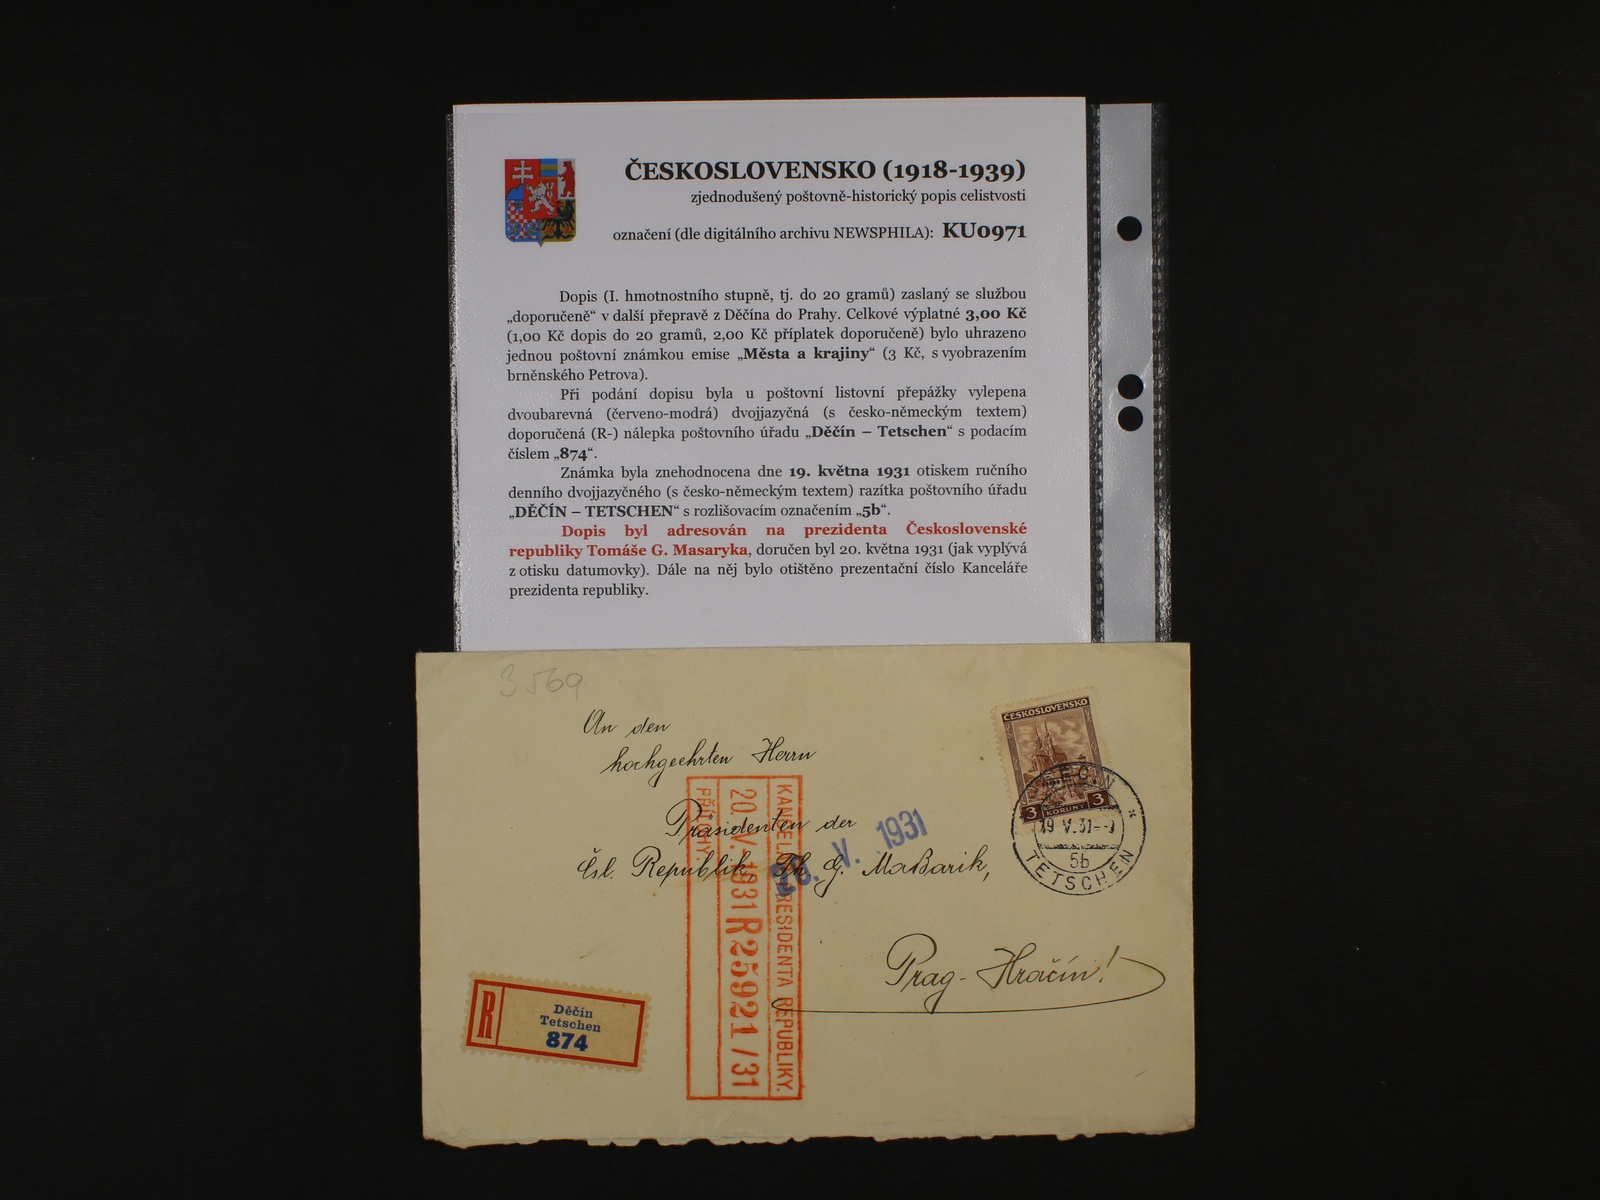 ČESKOSLOVENSKO (1918-1939)
zjednodušený poštovně-historický popis celistvosti
označení (dle digitálního archivu NEWSPHILA): KU0971
Dopis (I. hmotnostního stupně, tj. do 20 gramů) zaslaný se službou
„doporučeně“ v další přepravě z Děčína do Prahy. Celkové výplatné 3,00 Kč
(1,00 Kč dopis do 20 gramů, 2,00 Kč příplatek doporučeně) bylo uhrazeno
jednou poštovní známkou emise „Města a krajiny“ (3 Kč, s vyobrazením
brněnského Petrova).
Při podání dopisu byla u poštovní listovní přepážky vylepena
dvoubarevná (červeno-modrá) dvojjazyčná (s česko-německým textem)
doporučená (R-) nálepka poštovního úřadu „Děčín – Tetschen“ s podacím
číslem „874“.
Známka byla znehodnocena dne 19. května 1931 otiskem ručního
denního dvojjazyčného (s česko-německým textem) razítka poštovního úřadu
„DĚČÍN – TETSCHEN“ s rozlišovacím označením „5b“.
Dopis byl adresován na prezidenta Československé
republiky Tomáše G. Masaryka, doručen byl 20. května 1931 (jak vyplývá
z otisku datumovky). Dále na něj bylo otištěno prezentační číslo Kanceláře
prezidenta republiky.
3569
An den
hochgeehrten Herrn
Präsidenten der
Čsl. Republik, Th. G. Maßarik,
Prag-Hračín!
ČESKOSLOVENSKO
3 KORUNY 3
DĚČÍN
19 V.31
5b
TETSCHEN
20. V. 1931
KANCELÁŘ PRESIDENTA REPUBLIKY.
20. V. 1931 R 25921 / 31
PŘÍLOHY:
R
Děčín
Tetschen
874